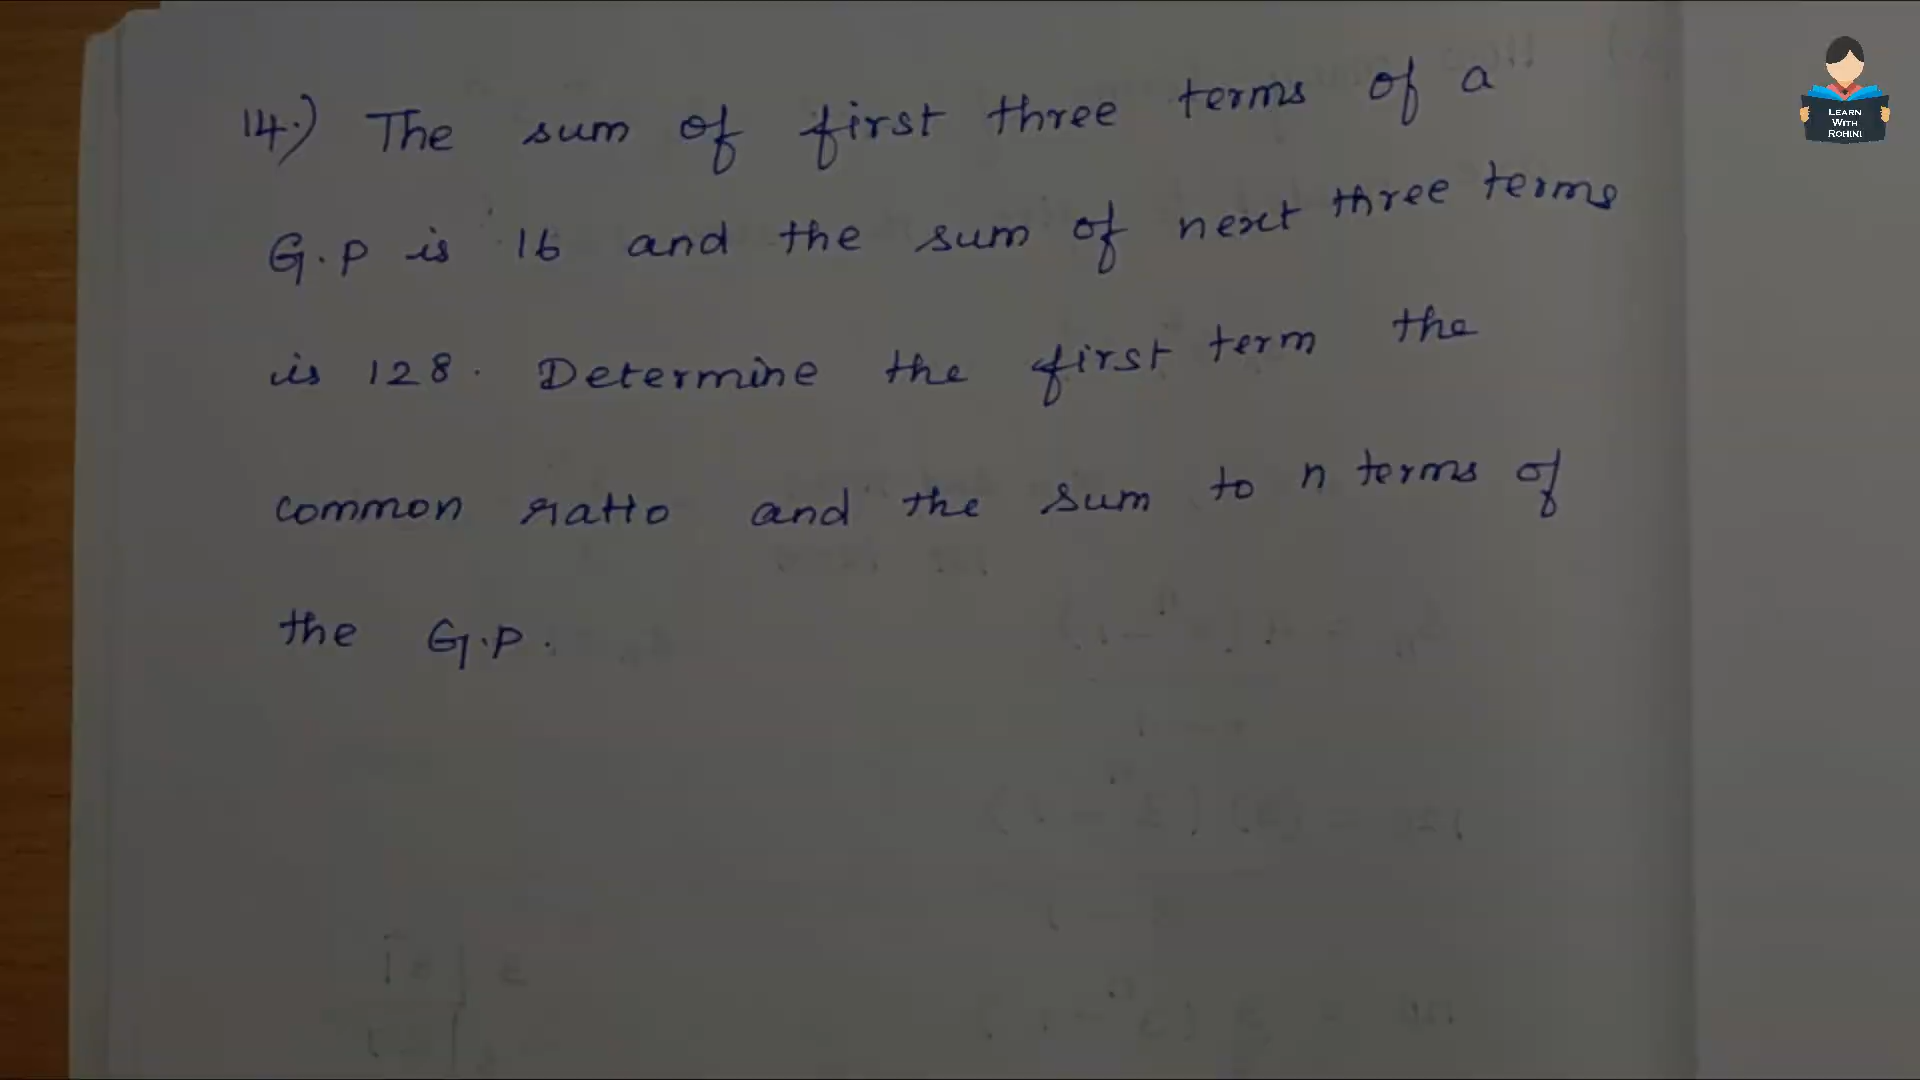 14.) The sum of first three terms of a
G.P is 16 and the sum of next three terms
is 128. Determine the first term the
common ratio and the sum to n terms of
the G.P.
LEARN
WITH
ROHINI